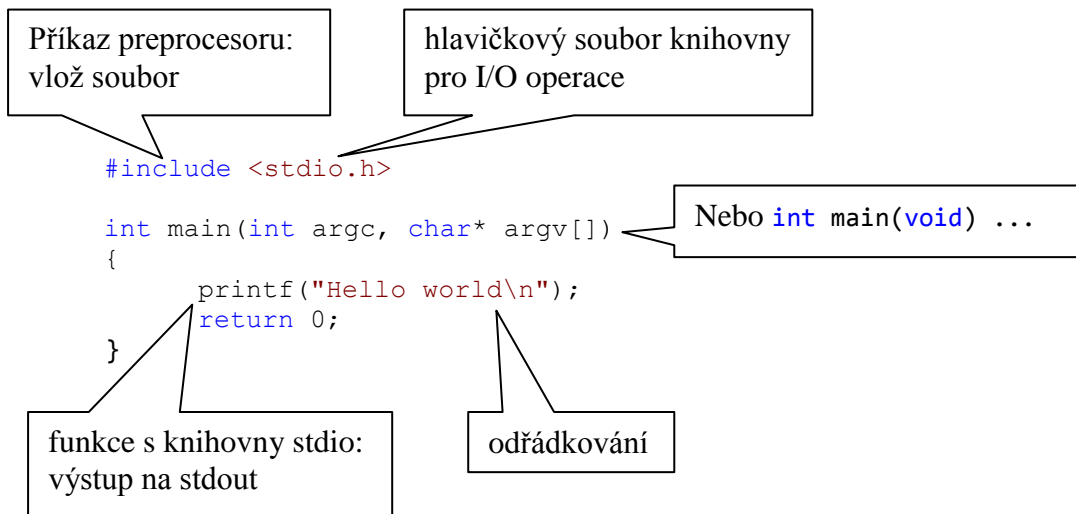 Příkaz preprocesoru:
vlož soubor
hlavičkový soubor knihovny
pro I/O operace
#include <stdio.h>
int main(int argc, char* argv[])
Nebo int main(void) ...
{
printf("Hello world\n");
return 0;
}
funkce s knihovny stdio:
výstup na stdout
odřádkování